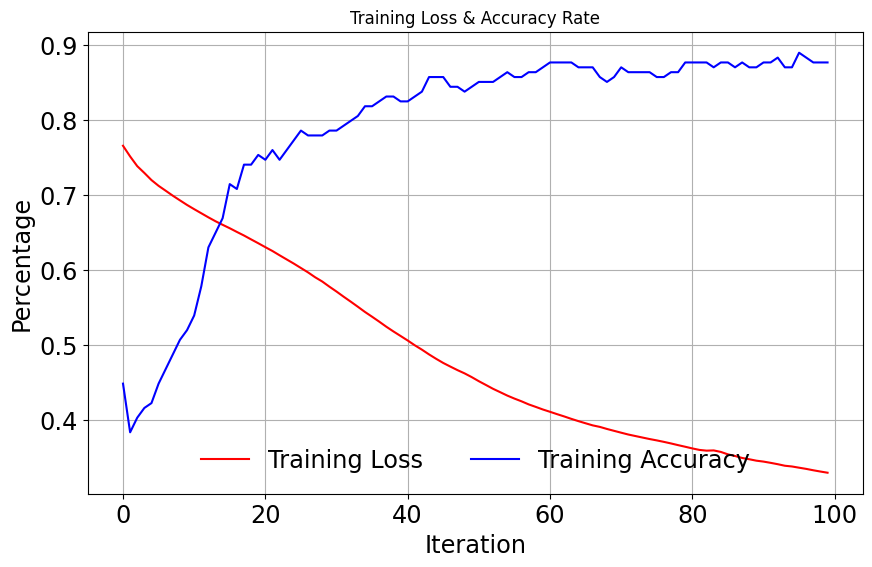 Training Loss & Accuracy Rate
0.9
0.8
0.7
0.6
0.5
0.4
Percentage
Training Loss Training Accuracy
0 20 40 60 80 100
Iteration